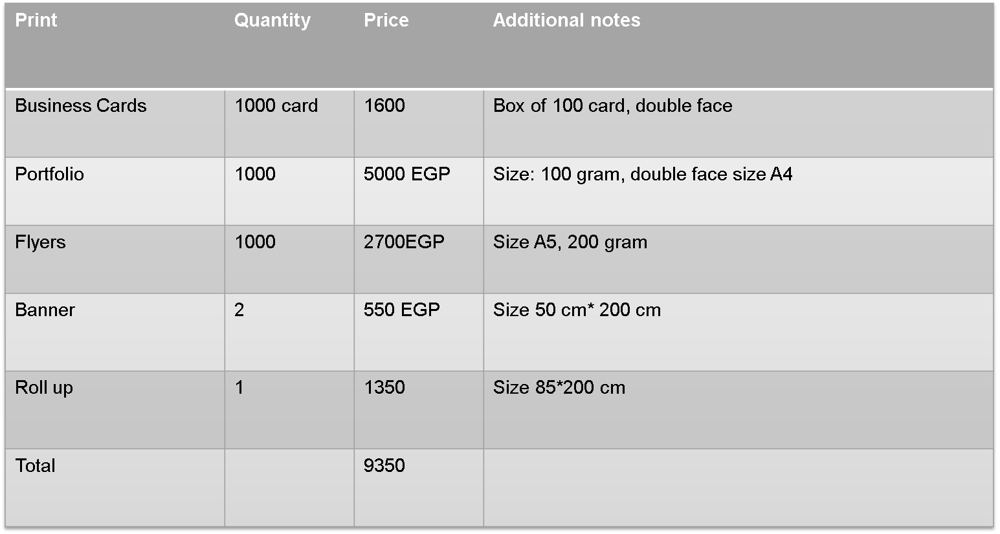 Print Quantity Price Additional notes
Business Cards 1000 card 1600 Box of 100 card, double face
Portfolio 1000 5000 EGP Size: 100 gram, double face size A4
Flyers 1000 2700EGP Size A5, 200 gram
Banner 2 550 EGP Size 50 cm* 200 cm
Roll up 1 1350 Size 85*200 cm
Total 9350